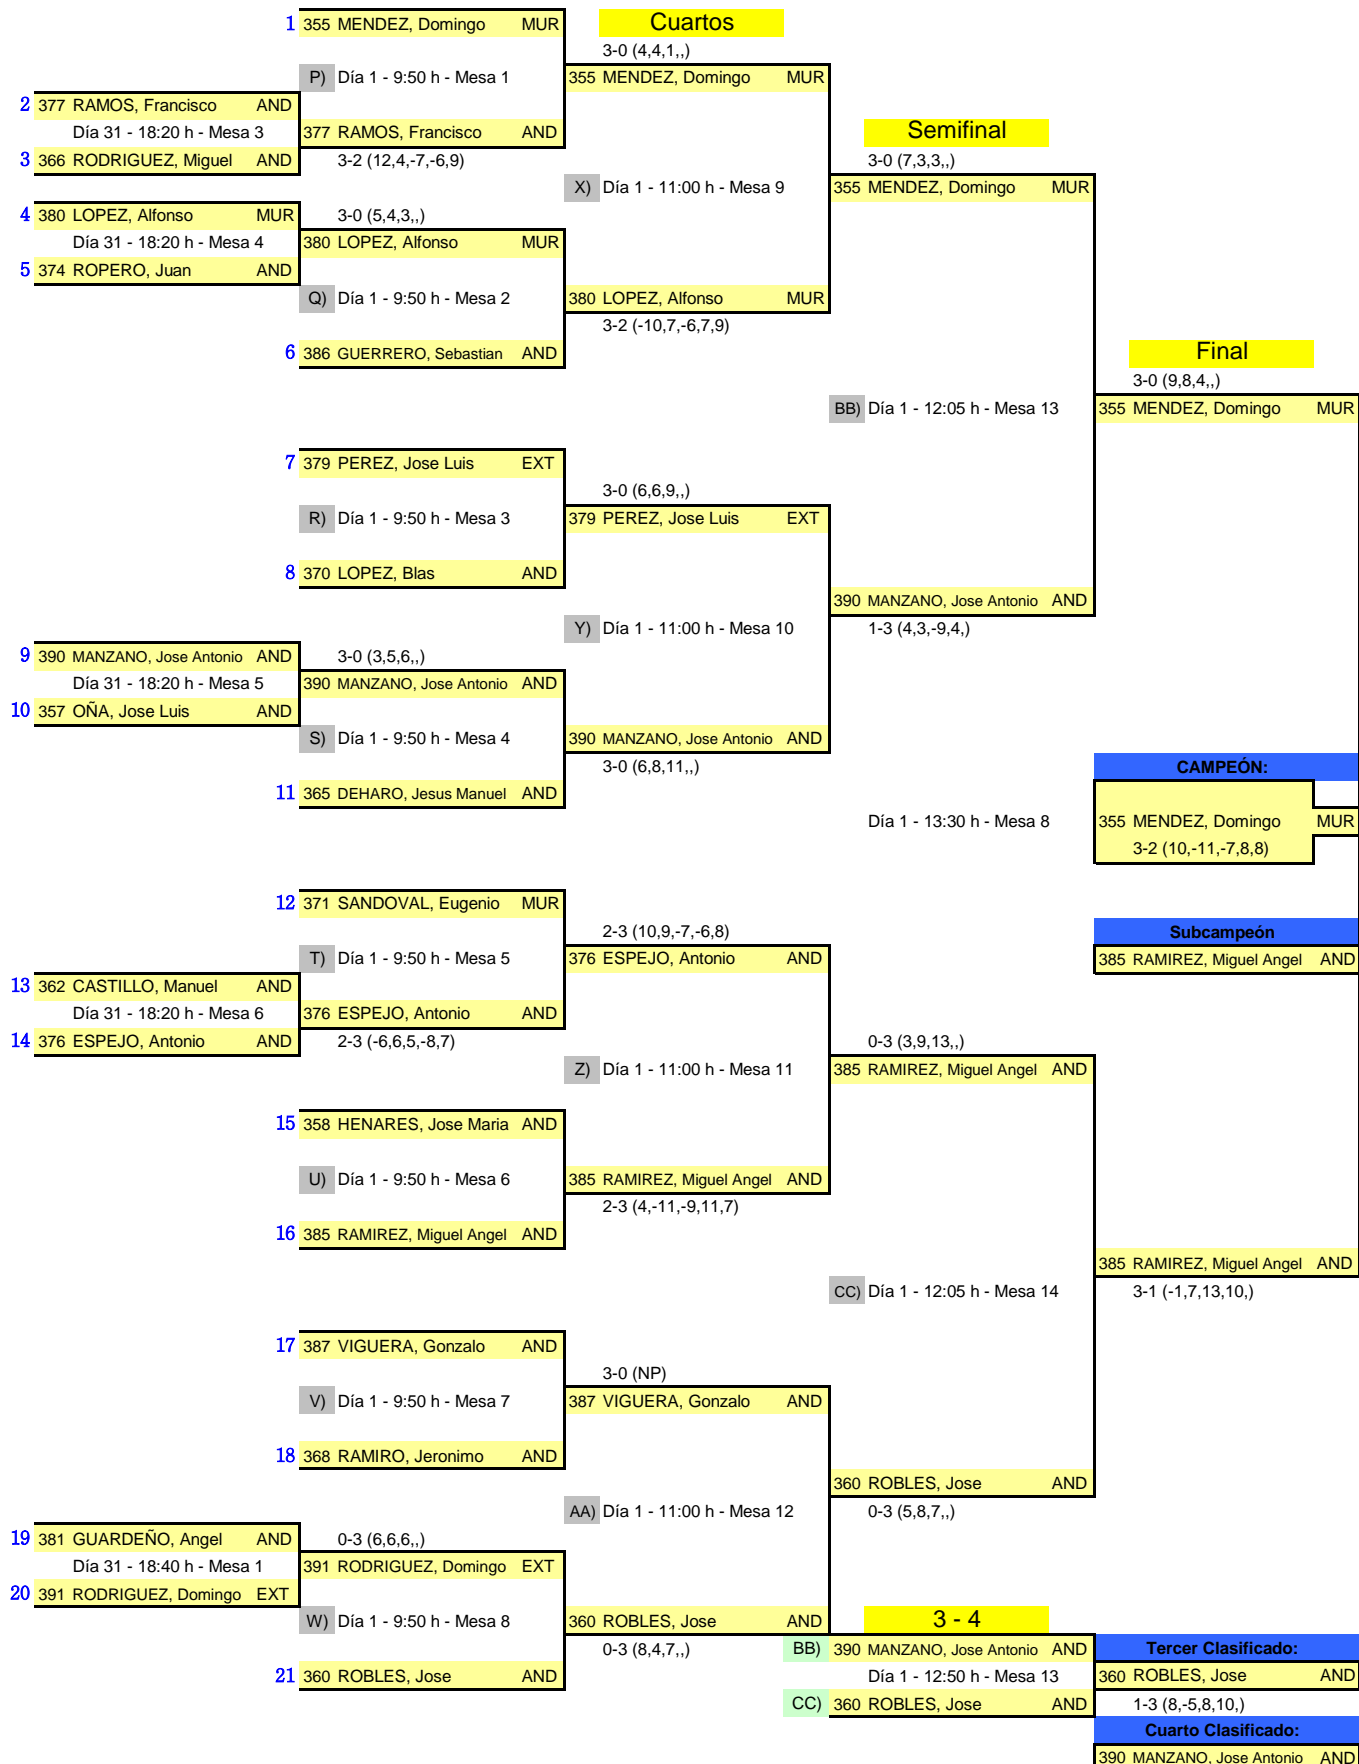 1 355 MENDEZ, Domingo MUR Cuartos
3-0 (4,4,1,,)
P) Día 1 - 9:50 h - Mesa 1 355 MENDEZ, Domingo MUR
2 377 RAMOS, Francisco AND
Día 31 - 18:20 h - Mesa 3 377 RAMOS, Francisco AND Semifinal
3 366 RODRIGUEZ, Miguel AND 3-2 (12,4,-7,-6,9) 3-0 (7,3,3,,)
X) Día 1 - 11:00 h - Mesa 9 355 MENDEZ, Domingo MUR
4 380 LOPEZ, Alfonso MUR 3-0 (5,4,3,,)
Día 31 - 18:20 h - Mesa 4 380 LOPEZ, Alfonso MUR
5 374 ROPERO, Juan AND
Q) Día 1 - 9:50 h - Mesa 2 380 LOPEZ, Alfonso MUR
3-2 (-10,7,-6,7,9)
6 386 GUERRERO, Sebastian AND Final
3-0 (9,8,4,,)
BB) Día 1 - 12:05 h - Mesa 13 355 MENDEZ, Domingo MUR
7 379 PEREZ, Jose Luis EXT
3-0 (6,6,9,,)
R) Día 1 - 9:50 h - Mesa 3 379 PEREZ, Jose Luis EXT
8 370 LOPEZ, Blas AND
390 MANZANO, Jose Antonio AND
Y) Día 1 - 11:00 h - Mesa 10 1-3 (4,3,-9,4,)
9 390 MANZANO, Jose Antonio AND 3-0 (3,5,6,,)
Día 31 - 18:20 h - Mesa 5 390 MANZANO, Jose Antonio AND
10 357 OÑA, Jose Luis AND
S) Día 1 - 9:50 h - Mesa 4 390 MANZANO, Jose Antonio AND
3-0 (6,8,11,,) CAMPEÓN:
11 365 DEHARO, Jesus Manuel AND
Día 1 - 13:30 h - Mesa 8 355 MENDEZ, Domingo MUR
3-2 (10,-11,-7,8,8)
12 371 SANDOVAL, Eugenio MUR
2-3 (10,9,-7,-6,8) Subcampeón
T) Día 1 - 9:50 h - Mesa 5 376 ESPEJO, Antonio AND 385 RAMIREZ, Miguel Angel AND
13 362 CASTILLO, Manuel AND
Día 31 - 18:20 h - Mesa 6 376 ESPEJO, Antonio AND
14 376 ESPEJO, Antonio AND 2-3 (-6,6,5,-8,7) 0-3 (3,9,13,,)
Z) Día 1 - 11:00 h - Mesa 11 385 RAMIREZ, Miguel Angel AND
15 358 HENARES, Jose Maria AND
U) Día 1 - 9:50 h - Mesa 6 385 RAMIREZ, Miguel Angel AND
2-3 (4,-11,-9,11,7)
16 385 RAMIREZ, Miguel Angel AND
385 RAMIREZ, Miguel Angel AND
CC) Día 1 - 12:05 h - Mesa 14 3-1 (-1,7,13,10,)
17 387 VIGUERA, Gonzalo AND
3-0 (NP)
V) Día 1 - 9:50 h - Mesa 7 387 VIGUERA, Gonzalo AND
18 368 RAMIRO, Jeronimo AND
360 ROBLES, Jose AND
AA) Día 1 - 11:00 h - Mesa 12 0-3 (5,8,7,,)
19 381 GUARDEÑO, Angel AND 0-3 (6,6,6,,)
Día 31 - 18:40 h - Mesa 1 391 RODRIGUEZ, Domingo EXT
20 391 RODRIGUEZ, Domingo EXT
W) Día 1 - 9:50 h - Mesa 8 360 ROBLES, Jose AND 3 - 4
0-3 (8,4,7,,) BB) 390 MANZANO, Jose Antonio AND Tercer Clasificado:
21 360 ROBLES, Jose AND Día 1 - 12:50 h - Mesa 13 360 ROBLES, Jose AND
CC) 360 ROBLES, Jose AND 1-3 (8,-5,8,10,)
Cuarto Clasificado:
390 MANZANO, Jose Antonio AND